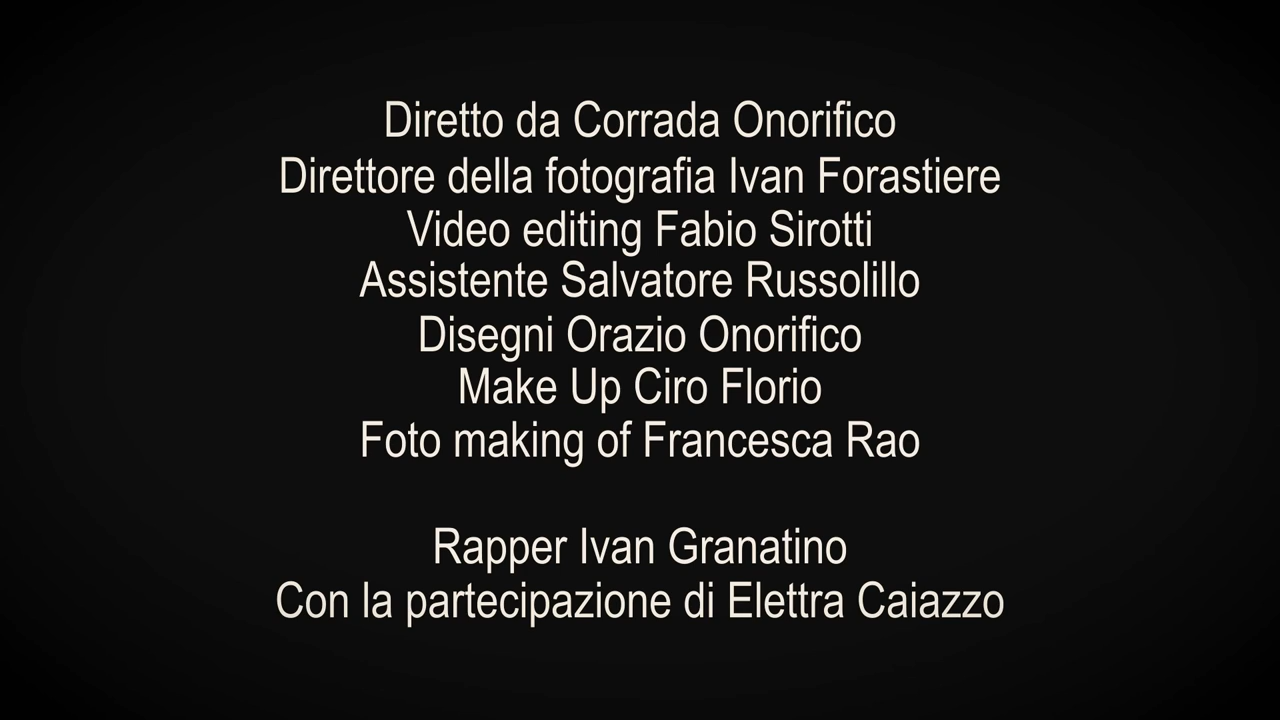 Diretto da Corrada Onorifico
Direttore della fotografia Ivan Forastiere
Video editing Fabio Sirotti
Assistente Salvatore Russolillo
Disegni Orazio Onorifico
Make Up Ciro Florio
Foto making of Francesca Rao
Rapper Ivan Granatino
Con la partecipazione di Elettra Caiazzo